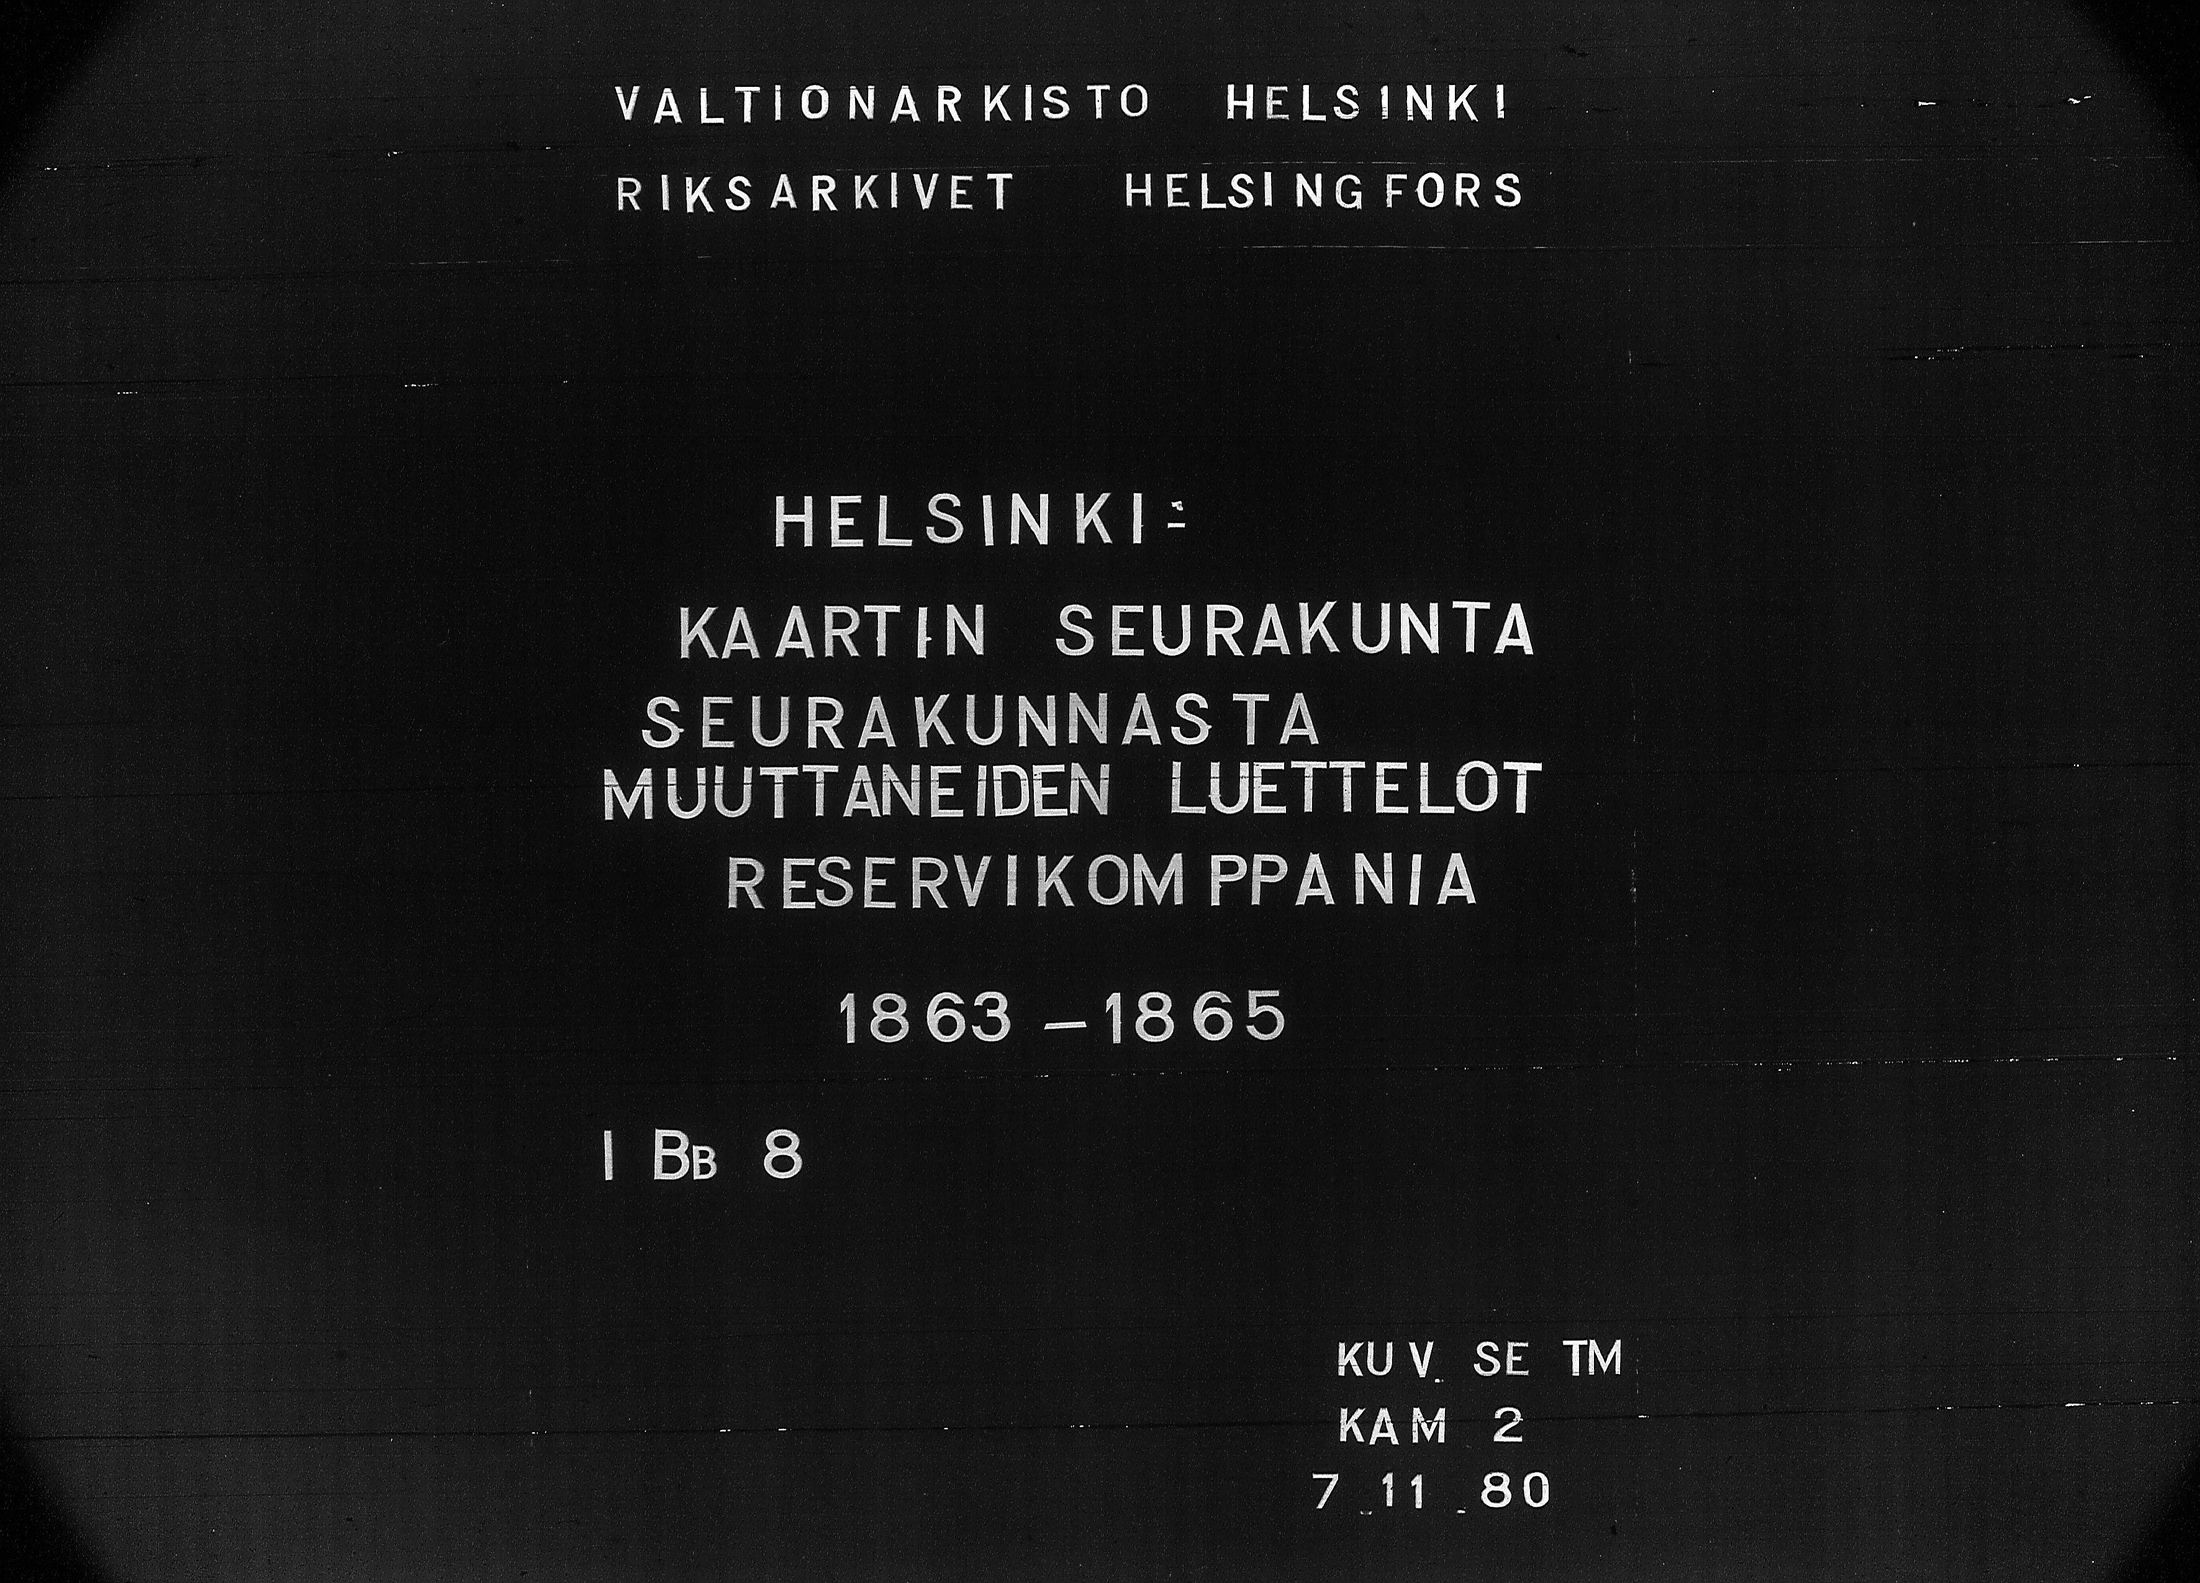 VALTIONARKISTO HELSINKI
RIKSARKIVET HELSINGFORS
HELSINKI:
KAARTIN SEURAKUNTA
SEURAKUNNASTA
MUUTTANEIDEN LUETTELOT
RESERVIKOMPPANIA
1863 – 1865
I BB 8
KUV. SE TM
KAM 2
7.11.80